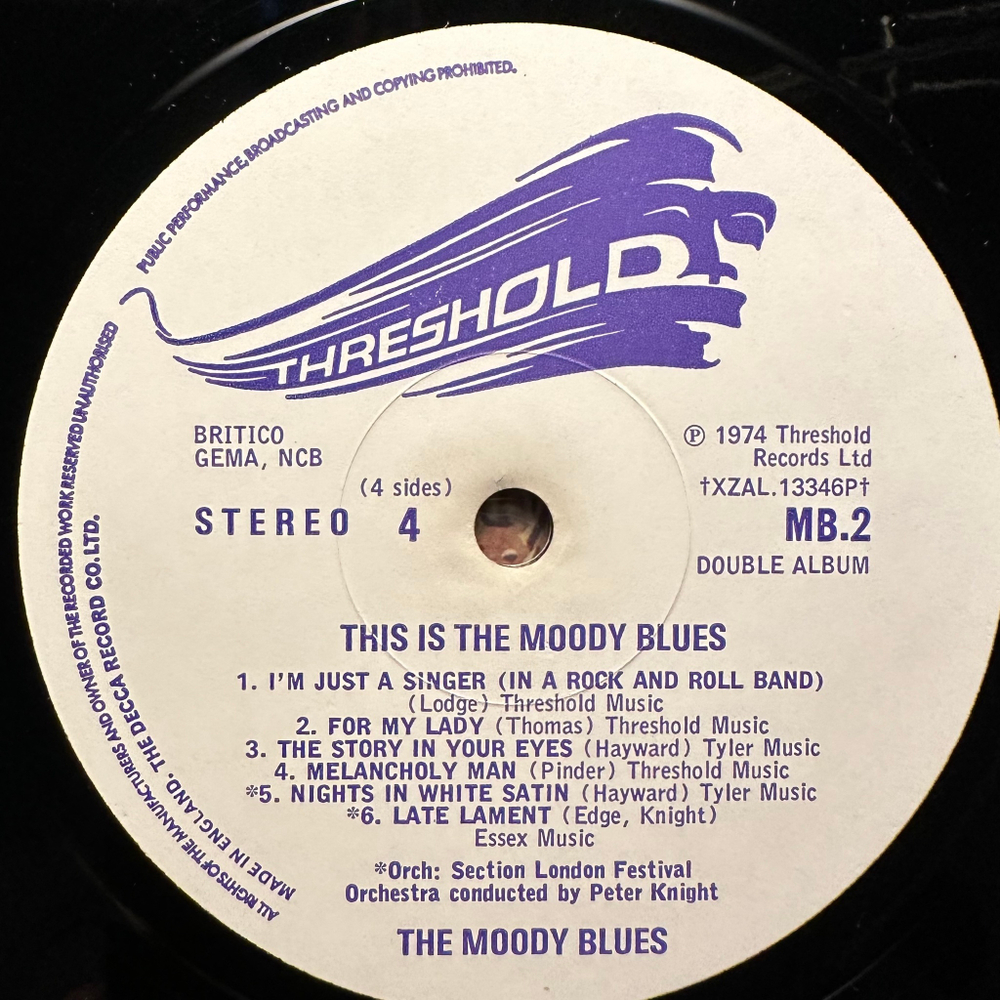 PUBLIC PERFORMANCE, BROADCASTING AND COPYING PROHIBITED.
THRESHOLD
BRITICO
GEMA, NCB
℗ 1974 Threshold
Records Ltd
(4 sides)
†XZAL.13346P†
STEREO 4
MB.2
DOUBLE ALBUM
THIS IS THE MOODY BLUES
1. I'M JUST A SINGER (IN A ROCK AND ROLL BAND)
(Lodge) Threshold Music
2. FOR MY LADY (Thomas) Threshold Music
3. THE STORY IN YOUR EYES (Hayward) Tyler Music
4. MELANCHOLY MAN (Pinder) Threshold Music
*5. NIGHTS IN WHITE SATIN (Hayward) Tyler Music
*6. LATE LAMENT (Edge, Knight)
Essex Music
*Orch: Section London Festival
Orchestra conducted by Peter Knight
THE MOODY BLUES
ALL RIGHTS OF THE MANUFACTURERS AND OWNER OF THE RECORDED WORK RESERVED UNAUTHORISED
MADE IN ENGLAND. THE DECCA RECORD CO. LTD.